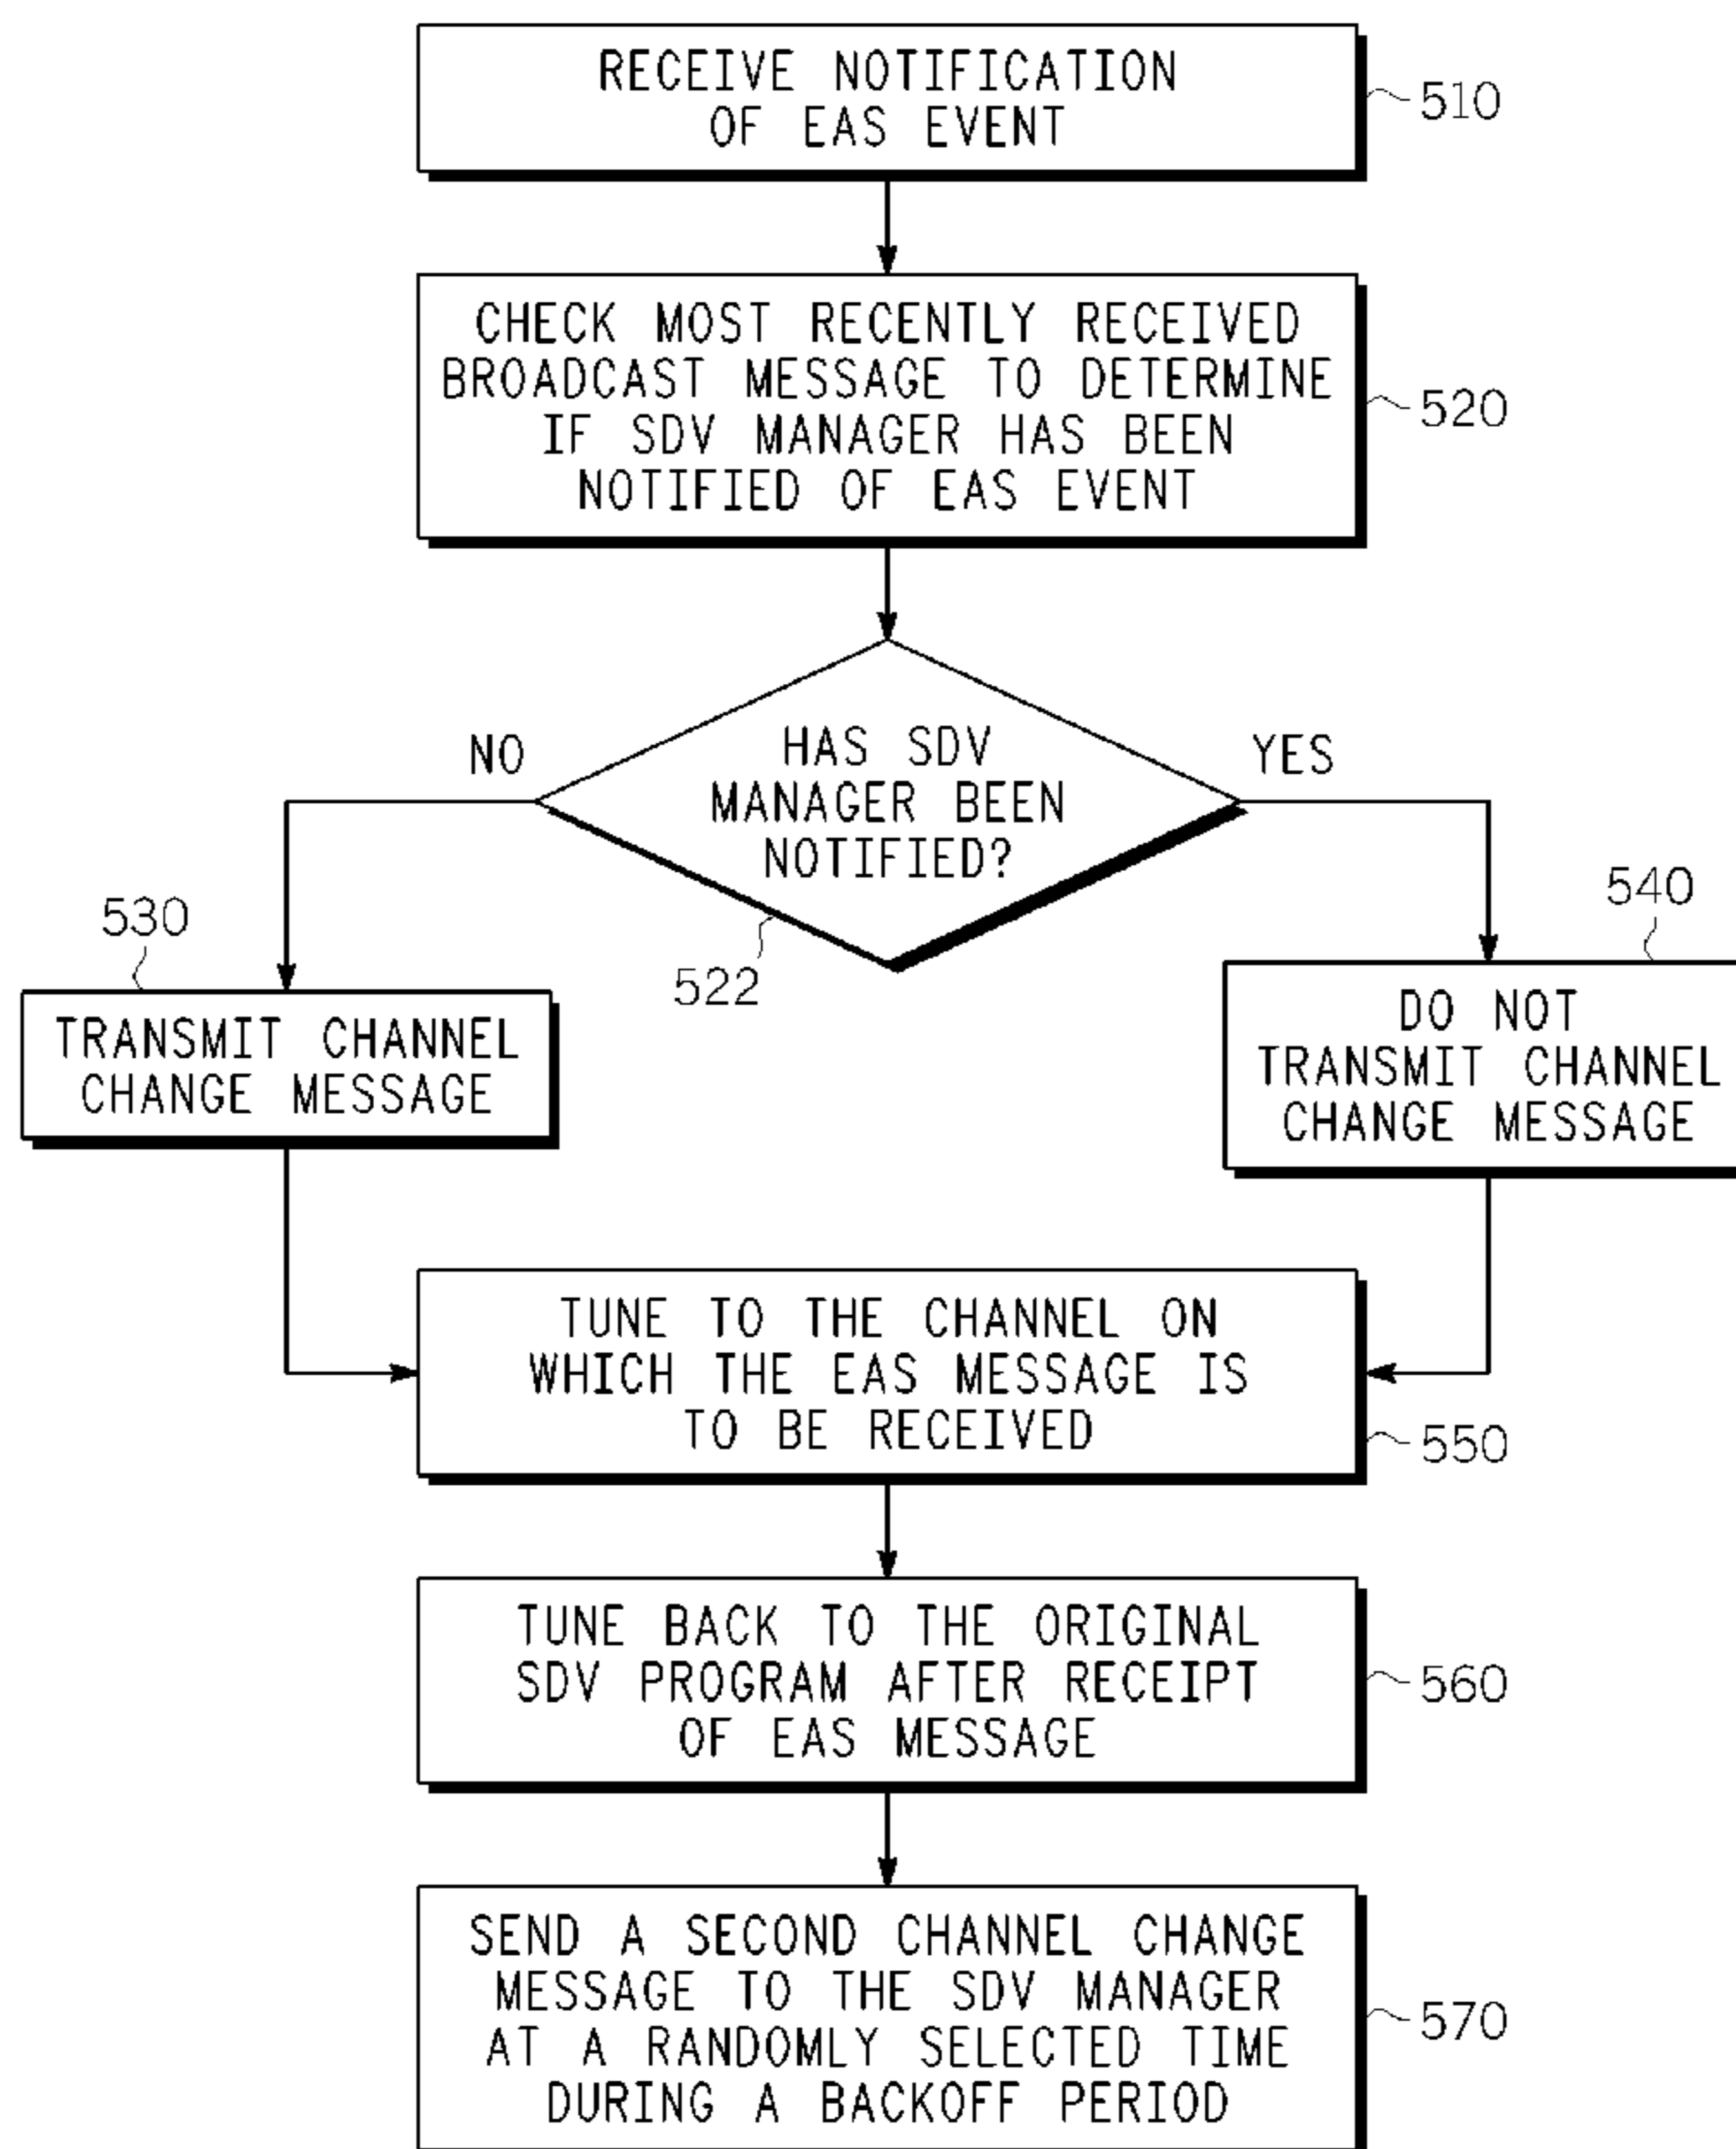 RECEIVE NOTIFICATION
OF EAS EVENT
510
CHECK MOST RECENTLY RECEIVED
BROADCAST MESSAGE TO DETERMINE
IF SDV MANAGER HAS BEEN
NOTIFIED OF EAS EVENT
520
HAS SDV
MANAGER BEEN
NOTIFIED?
NO
YES
522
530
TRANSMIT CHANNEL
CHANGE MESSAGE
540
DO NOT
TRANSMIT CHANNEL
CHANGE MESSAGE
TUNE TO THE CHANNEL ON
WHICH THE EAS MESSAGE IS
TO BE RECEIVED
550
TUNE BACK TO THE ORIGINAL
SDV PROGRAM AFTER RECEIPT
OF EAS MESSAGE
560
SEND A SECOND CHANNEL CHANGE
MESSAGE TO THE SDV MANAGER
AT A RANDOMLY SELECTED TIME
DURING A BACKOFF PERIOD
570